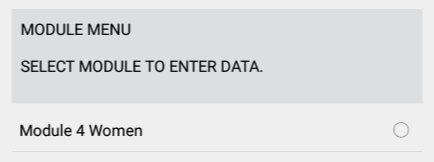 MODULE MENU
SELECT MODULE TO ENTER DATA.
Module 4 Women